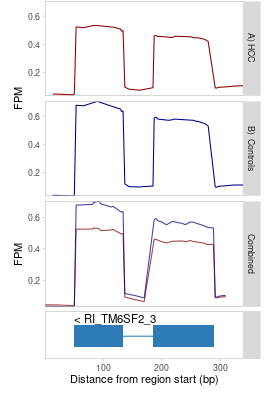 0.6
0.4
0.2
A) HCC
FPM
0.6
0.4
0.2
B) Controls
0.6
0.4
0.2
Combined
FPM
< RI_TM6SF2_3
100
200
300
Distance from region start (bp)